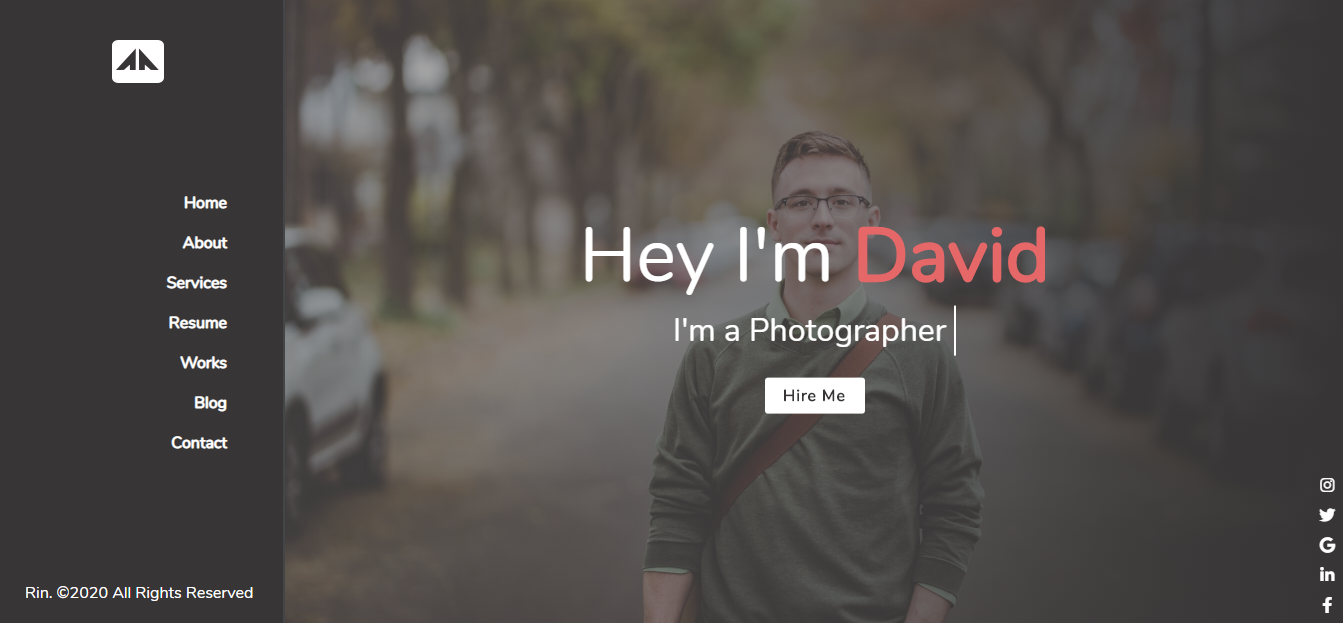 Home
About
Services
Resume
Works
Blog
Contact
Rin. ©2020 All Rights Reserved
Hey I'm David
I'm a Photographer
Hire Me